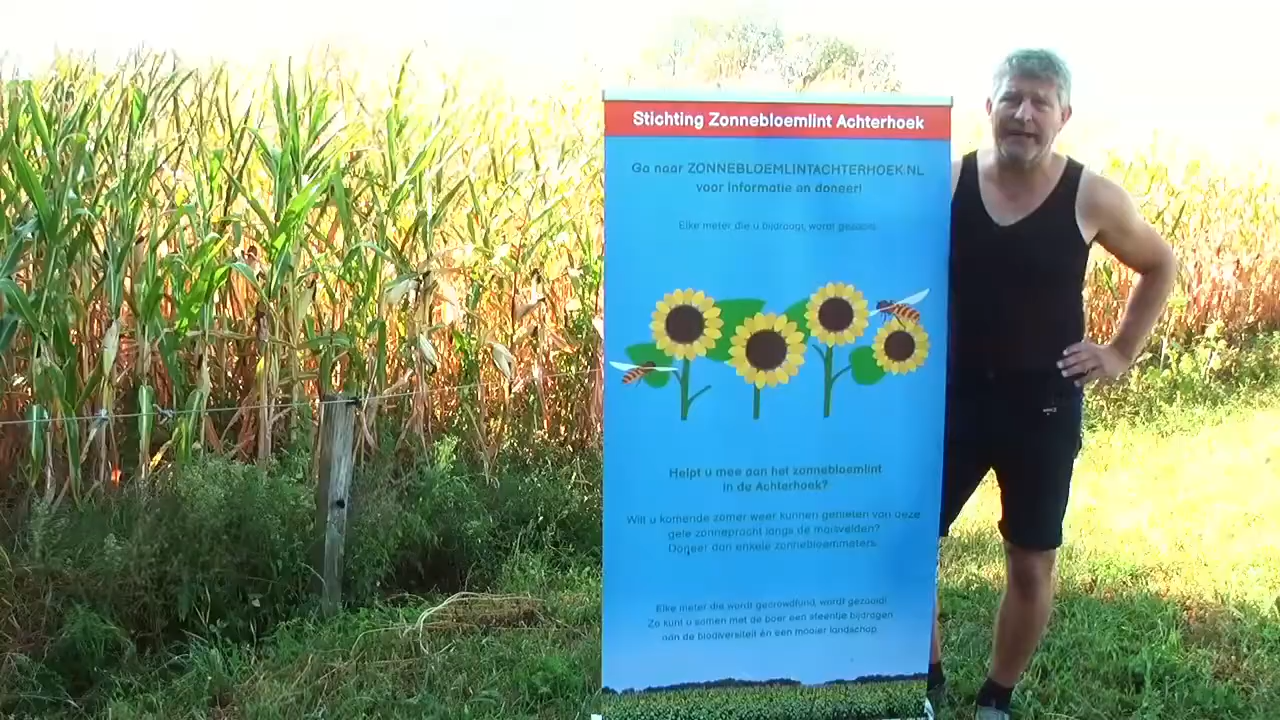 Stichting Zonnebloemlint Achterhoek
Ga naar ZONNEBLOEMLINTACHTERHOEK.NL
voor informatie en doneer!
Elke meter die u bijdraagt, wordt gezaaid.
Helpt u mee aan het zonnebloemlint
in de Achterhoek?
Wilt u komende zomer weer kunnen genieten van deze
gele zonnepracht langs de maisvelden?
Doneer dan enkele zonnebloemmeters.
Elke meter die wordt gecrowdfund, wordt gezaaid!
Zo kunt u samen met de boer een steentje bijdragen
aan de biodiversiteit én een mooier landschap.